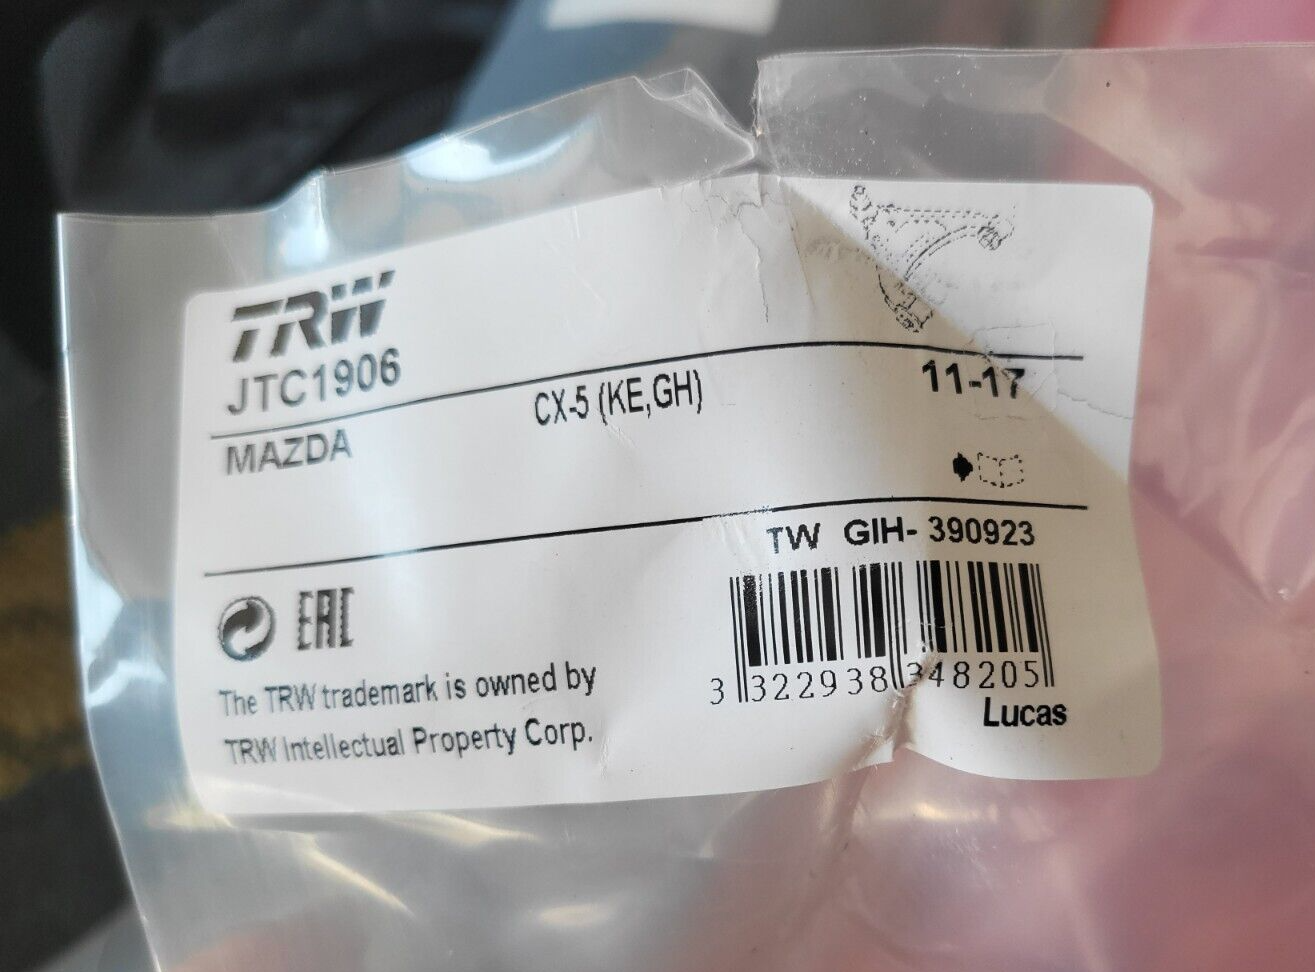 TRW
JTC1906
MAZDA CX-5 (KE,GH) 11-17
TW GIH- 390923
EAC
3 322938 348205
Lucas
The TRW trademark is owned by
TRW Intellectual Property Corp.